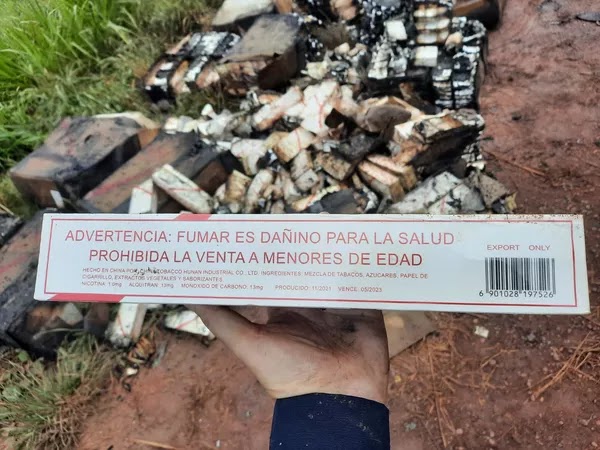 ADVERTENCIA: FUMAR ES DAÑINO PARA LA SALUD
PROHIBIDA LA VENTA A MENORES DE EDAD
HECHO EN CHINA POR TOBACCO HUNAN INDUSTRIAL CO., LTD. INGREDIENTES: MEZCLA DE TABACOS, AZUCARES, PAPEL DE
CIGARRILLO, EXTRACTOS VEGETALES Y SABORIZANTES
NICOTINA: 1.0mg ALQUITRAN: 13mg MONOXIDO DE CARBONO: 13mg PRODUCIDO: 11/2021 VENCE: 05/2023
EXPORT ONLY
6 901028 197526